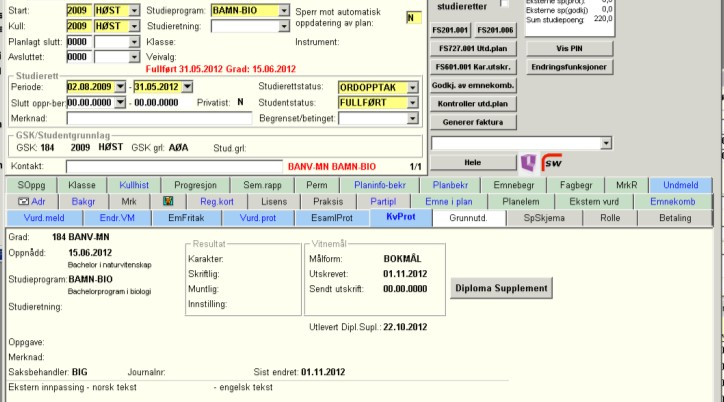 Start: 2009 HØST Studieprogram: BAMN-BIO Sperr mot automatisk oppdatering av plan: N studieretter
Kull: 2009 HØST Studieretning:
Eksterne sp(godkj) 0,0
Sum studiepoeng: 220,0
Planlagt slutt: 0000 Klasse: Instrument:
FS201.001 FS201.006
Avsluttet: 0000 Veivalg:
FS727.001 Utd.plan Vis PIN
Fullført 31.05.2012 Grad: 15.06.2012
FS601.001 Kar.utskr. Endringsfunksjoner
Studierett
Periode: 02.08.2009 - 31.05.2012 Studierettstatus: ORDOPPTAK
Godkj. av emnekomb.
Slutt oppr-ber: 00.00.0000 - 00.00.0000 Privatist: N Studentstatus: FULLFØRT
Kontroller utd.plan
Merknad: Begrenset/betinget:
Generer faktura
GSK/Studentgrunnlag
GSK: 184 2009 HØST GSK grl: AØA Stud.grl:
Kontakt: BANV-MN BAMN-BIO 1/1
Hele sw
SOppg Klasse Kullhist Progresjon Sem.rapp Perm Planinfo-bekr Planbekr Emnebegr Fagbegr MrkR Undmeld
Adr Bakgr Mrk Reg.kort Lisens Praksis Partipl Emne i plan Planelem Ekstern vurd Emnekomb
Vurd.meld Endr.VM EmFritak Vurd.prot EsamlProt KvProt Grunnutd. SpSkjema Rolle Betaling
Grad: 184 BANV-MN
Oppnådd: 15.06.2012
Bachelor i naturvitenskap
Studieprogram: BAMN-BIO
Bachelorprogram i biologi
Studieretning:
Resultat
Karakter:
Skriftlig:
Muntlig:
Innstilling:
Vitnemål
Målform: BOKMÅL
Utskrevet: 01.11.2012
Sendt utskrift: 00.00.0000
Diploma Supplement
Utlevert Dipl.Supl.: 22.10.2012
Oppgave:
Merknad:
Saksbehandler: BIG Journalnr: Sist endret: 01.11.2012
Ekstern innpassing - norsk tekst - engelsk tekst